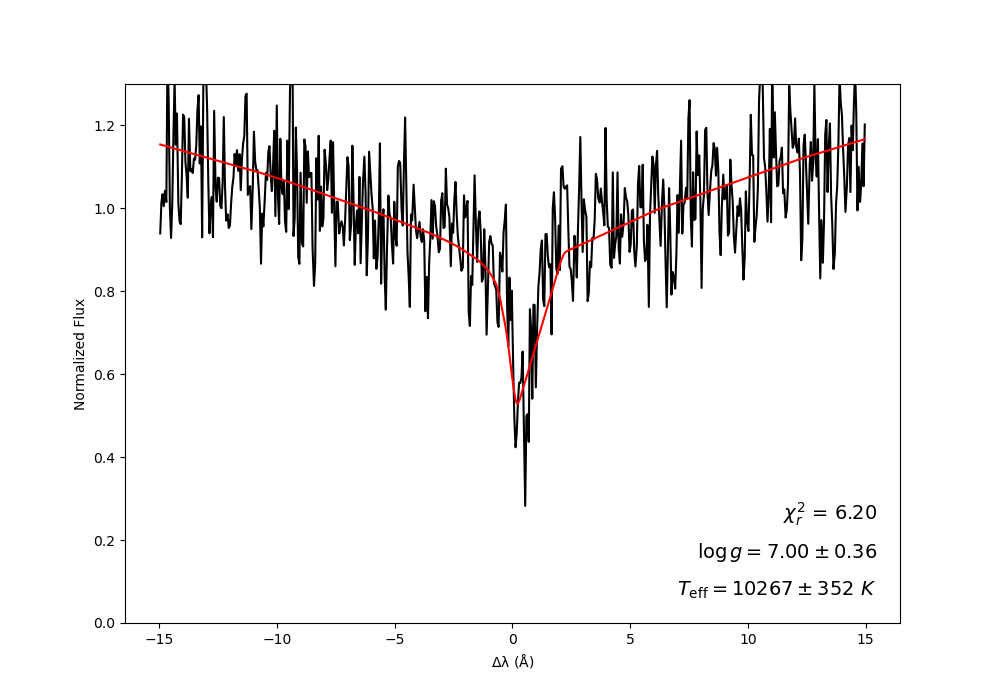 1.2
1.0
0.8
0.6
0.4
0.2
0.0
Normalized Flux
−15 −10 −5 0 5 10 15
Δλ (Å)
χ²ᵣ = 6.20
log g = 7.00 ± 0.36
T_eff = 10267 ± 352 K